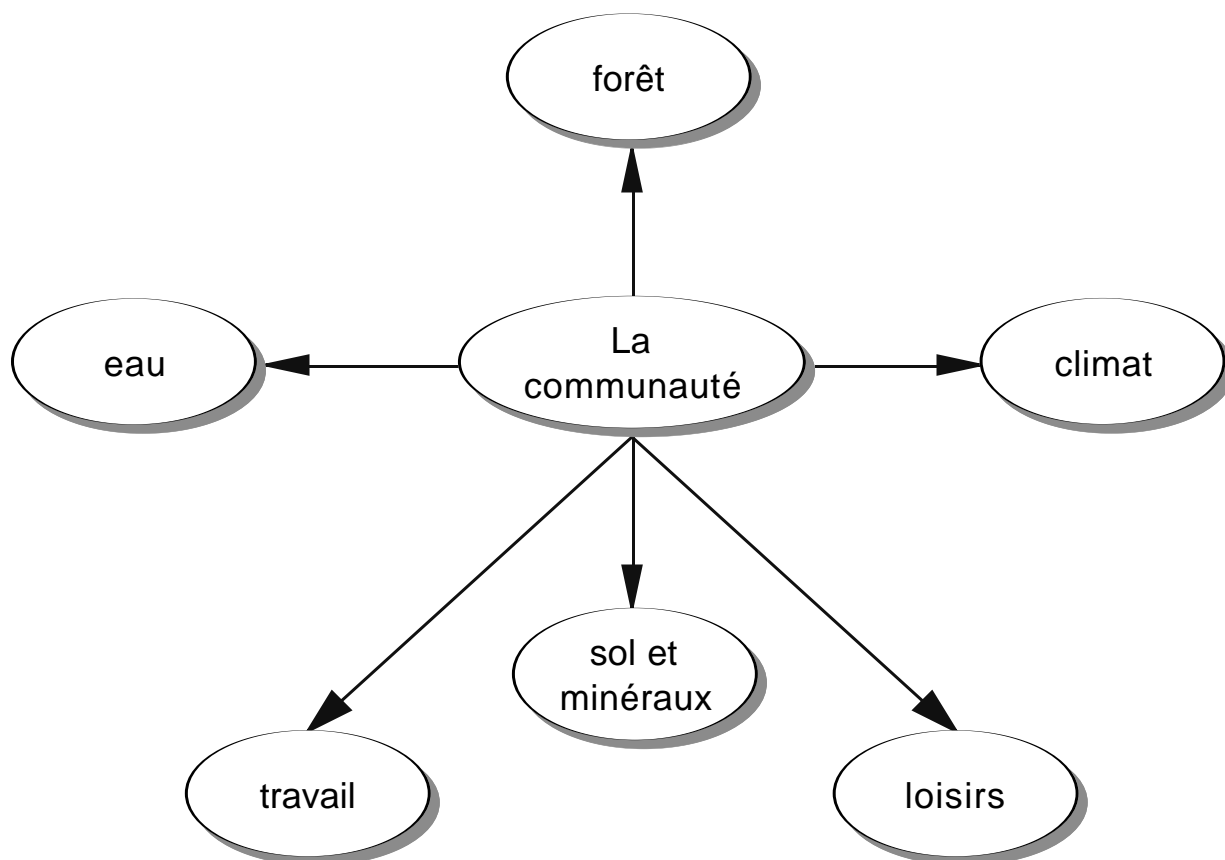 forêt
eau
La
communauté
climat
sol et
minéraux
travail
loisirs